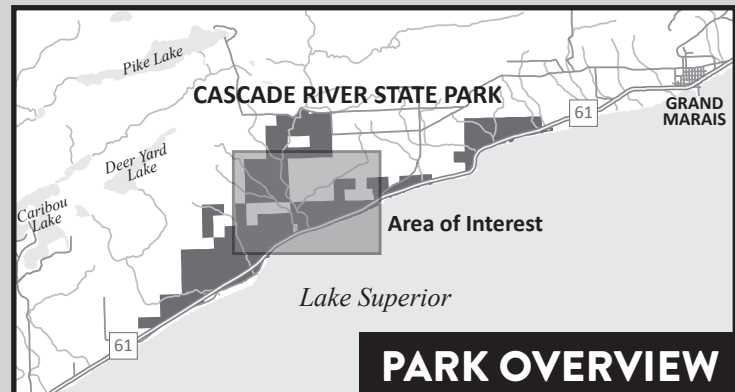 Pike Lake
CASCADE RIVER STATE PARK
61
GRAND
MARAIS
Deer Yard
Lake
Caribou
Lake
Area of Interest
Lake Superior
61
PARK OVERVIEW